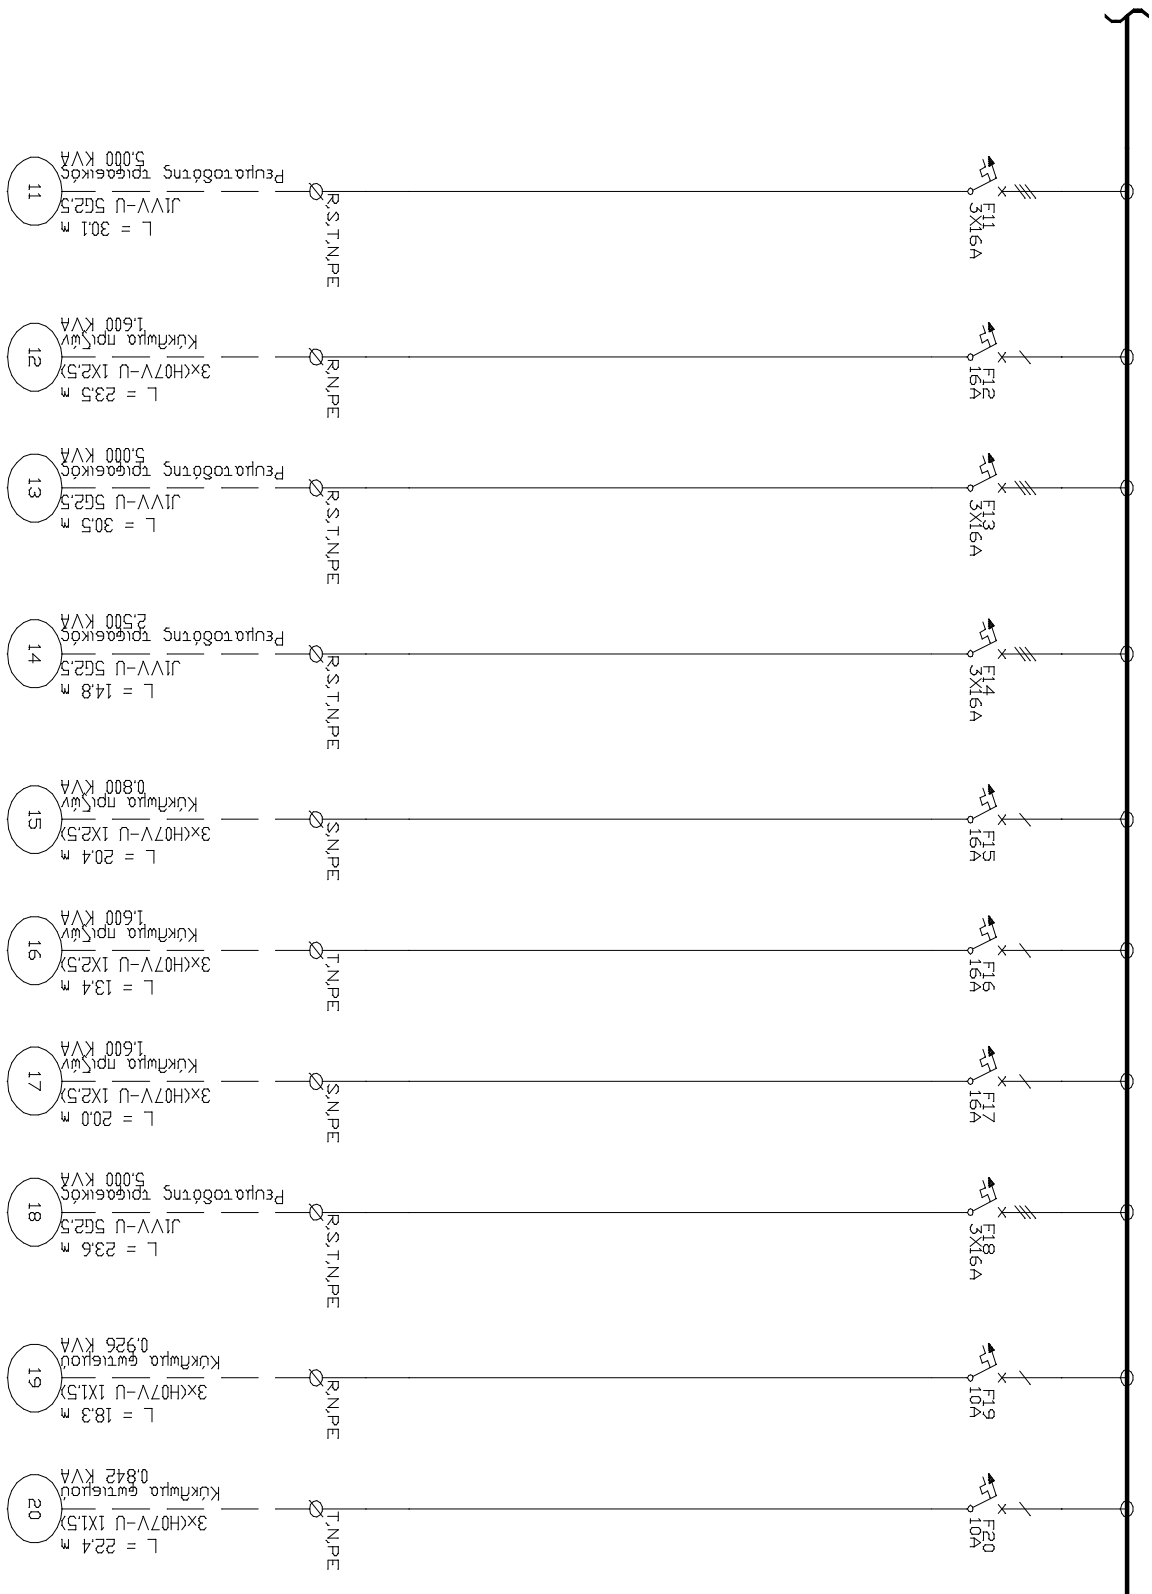 11
5.000 KVA
Ρευματοδότης τριφασικός
J1VV-U 5G2.5
L = 30.1 m
R,S,T,N,PE
F11
3X16A
12
1.600 KVA
Κύκλωμα πριζών
3x(H07V-U 1X2.5)
L = 23.5 m
R,N,PE
F12
16A
13
5.000 KVA
Ρευματοδότης τριφασικός
J1VV-U 5G2.5
L = 30.5 m
R,S,T,N,PE
F13
3X16A
14
2.500 KVA
Ρευματοδότης τριφασικός
J1VV-U 5G2.5
L = 14.8 m
R,S,T,N,PE
F14
3X16A
15
0.800 KVA
Κύκλωμα πριζών
3x(H07V-U 1X2.5)
L = 20.4 m
S,N,PE
F15
16A
16
1.600 KVA
Κύκλωμα πριζών
3x(H07V-U 1X2.5)
L = 13.4 m
T,N,PE
F16
16A
17
1.600 KVA
Κύκλωμα πριζών
3x(H07V-U 1X2.5)
L = 20.0 m
S,N,PE
F17
16A
18
5.000 KVA
Ρευματοδότης τριφασικός
J1VV-U 5G2.5
L = 23.6 m
R,S,T,N,PE
F18
3X16A
19
0.926 KVA
Κύκλωμα φωτισμού
3x(H07V-U 1X1.5)
L = 18.3 m
R,N,PE
F19
10A
20
0.842 KVA
Κύκλωμα φωτισμού
3x(H07V-U 1X1.5)
L = 22.4 m
T,N,PE
F20
10A